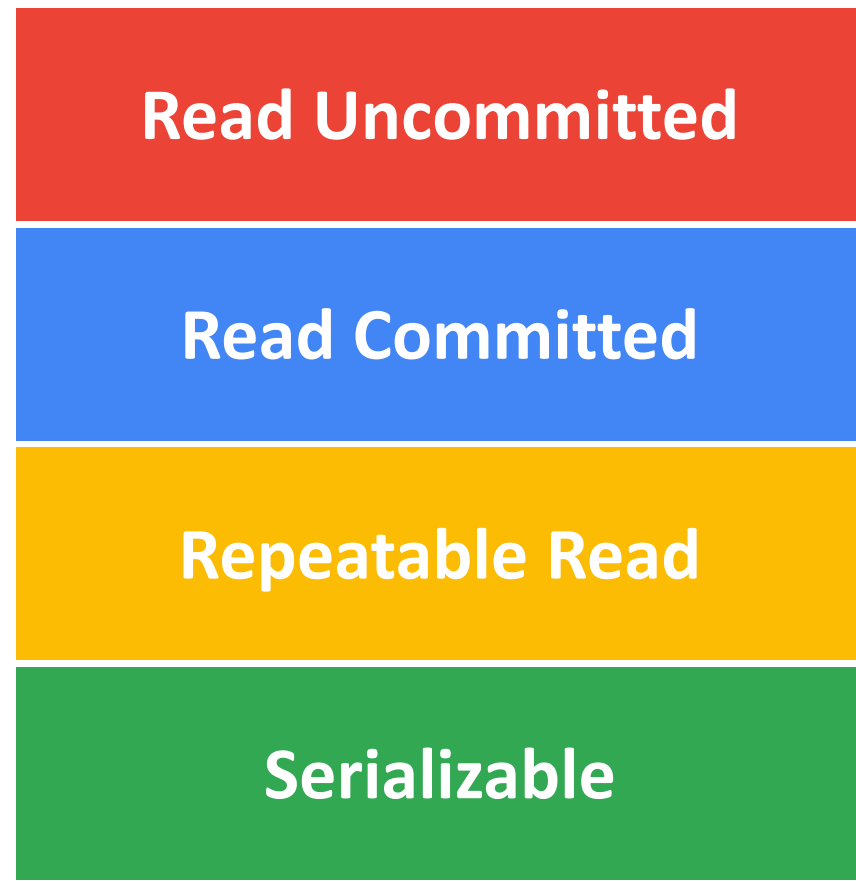 Read Uncommitted
Read Committed
Repeatable Read
Serializable